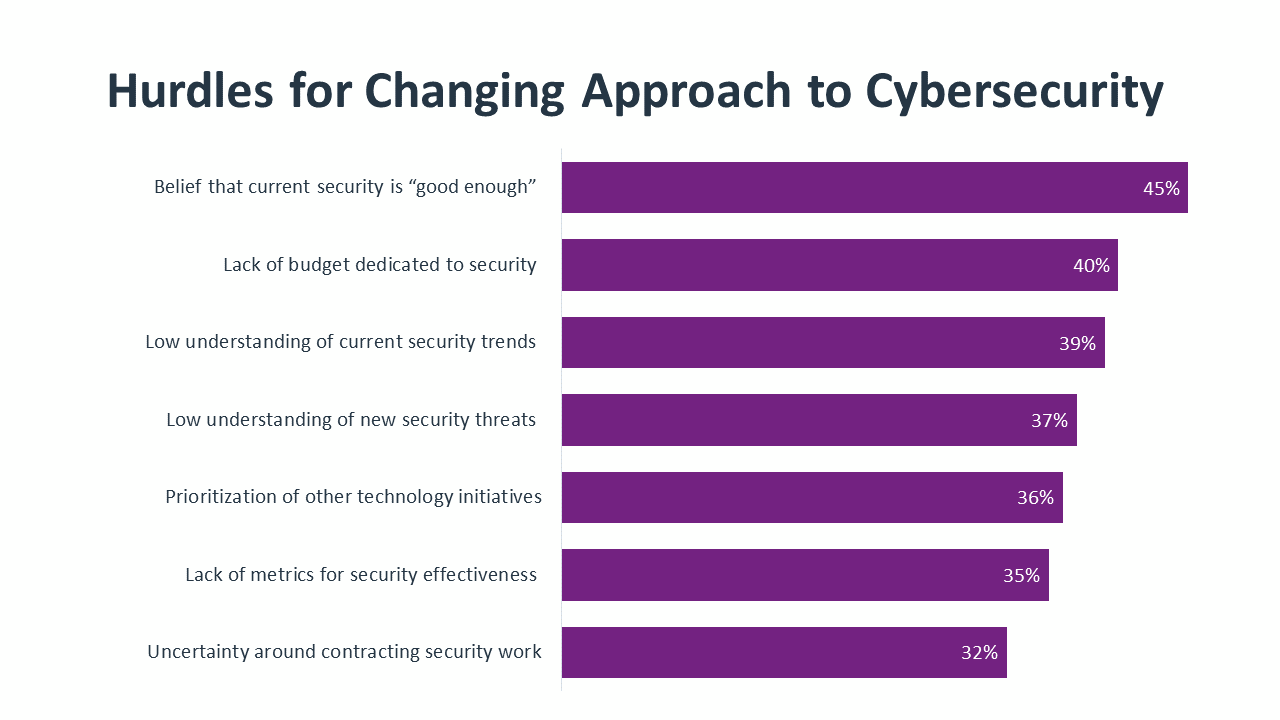 Hurdles for Changing Approach to Cybersecurity
Belief that current security is “good enough” 45%
Lack of budget dedicated to security 40%
Low understanding of current security trends 39%
Low understanding of new security threats 37%
Prioritization of other technology initiatives 36%
Lack of metrics for security effectiveness 35%
Uncertainty around contracting security work 32%